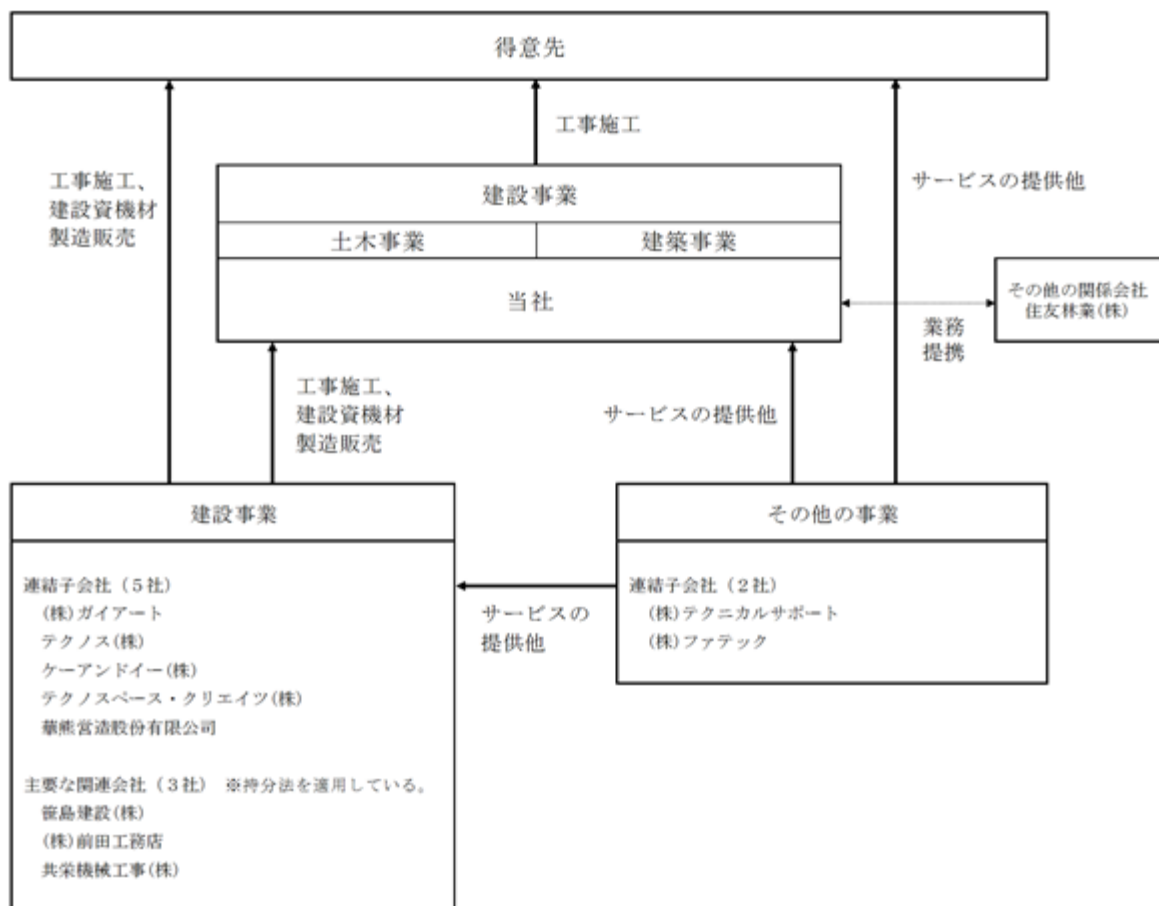 得意先
工事施工
工事施工、
建設資機材
製造販売
サービスの提供他
建設事業
土木事業
建築事業
当社
その他の関係会社
住友林業(株)
業務
提携
工事施工、
建設資機材
製造販売
サービスの提供他
建設事業
連結子会社（５社）
(株)ガイアート
テクノス(株)
ケーアンドイー(株)
テクノスペース・クリエイツ(株)
華熊営造股份有限公司
主要な関連会社（３社） ※持分法を適用している。
笹島建設(株)
(株)前田工務店
共栄機械工事(株)
サービスの
提供他
その他の事業
連結子会社（２社）
(株)テクニカルサポート
(株)ファテック